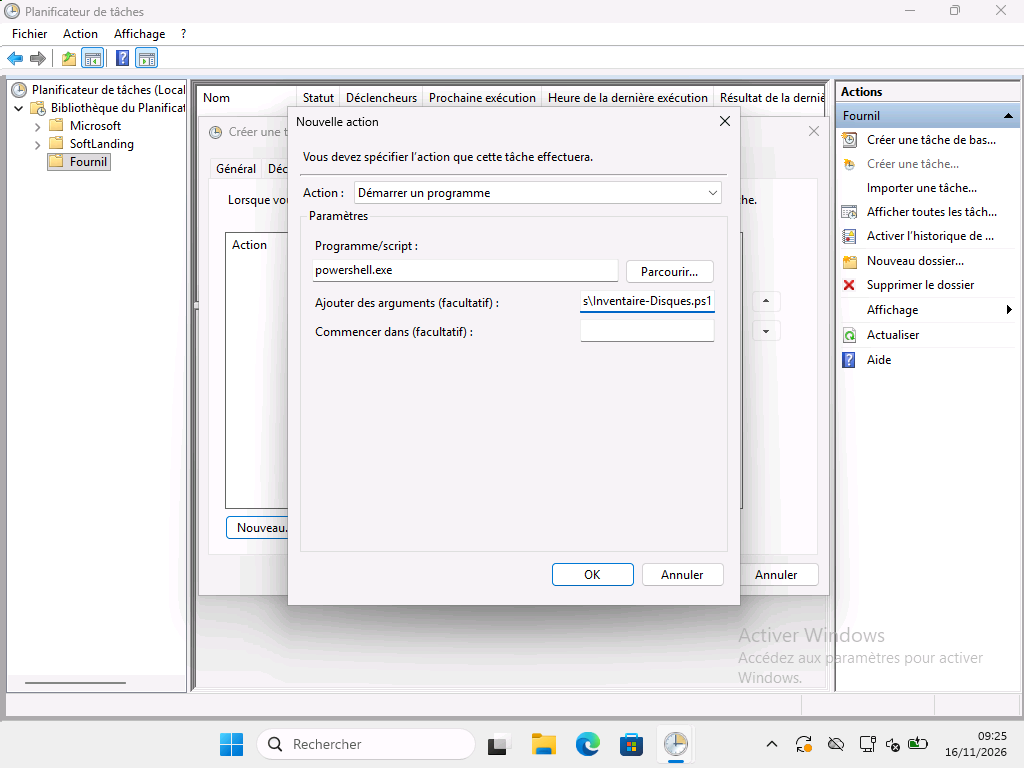 Planificateur de tâches
Fichier Action Affichage ?
Planificateur de tâches (Local
Bibliothèque du Planificat
Microsoft
SoftLanding
Fournil
Nom Statut Déclencheurs Prochaine exécution Heure de la dernière exécution Résultat de la derniè
Créer une t
Général Déc
Lorsque vou
he.
Action
Nouveau.
Annuler
Nouvelle action
Vous devez spécifier l’action que cette tâche effectuera.
Action : Démarrer un programme
Paramètres
Programme/script :
powershell.exe
Parcourir...
Ajouter des arguments (facultatif) : s\Inventaire-Disques.ps1
Commencer dans (facultatif) :
OK Annuler
Actions
Fournil
Créer une tâche de bas...
Créer une tâche...
Importer une tâche...
Afficher toutes les tâch...
Activer l’historique de ...
Nouveau dossier...
Supprimer le dossier
Affichage
Actualiser
Aide
Activer Windows
Accédez aux paramètres pour activer
Windows.
Rechercher
09:25
16/11/2026